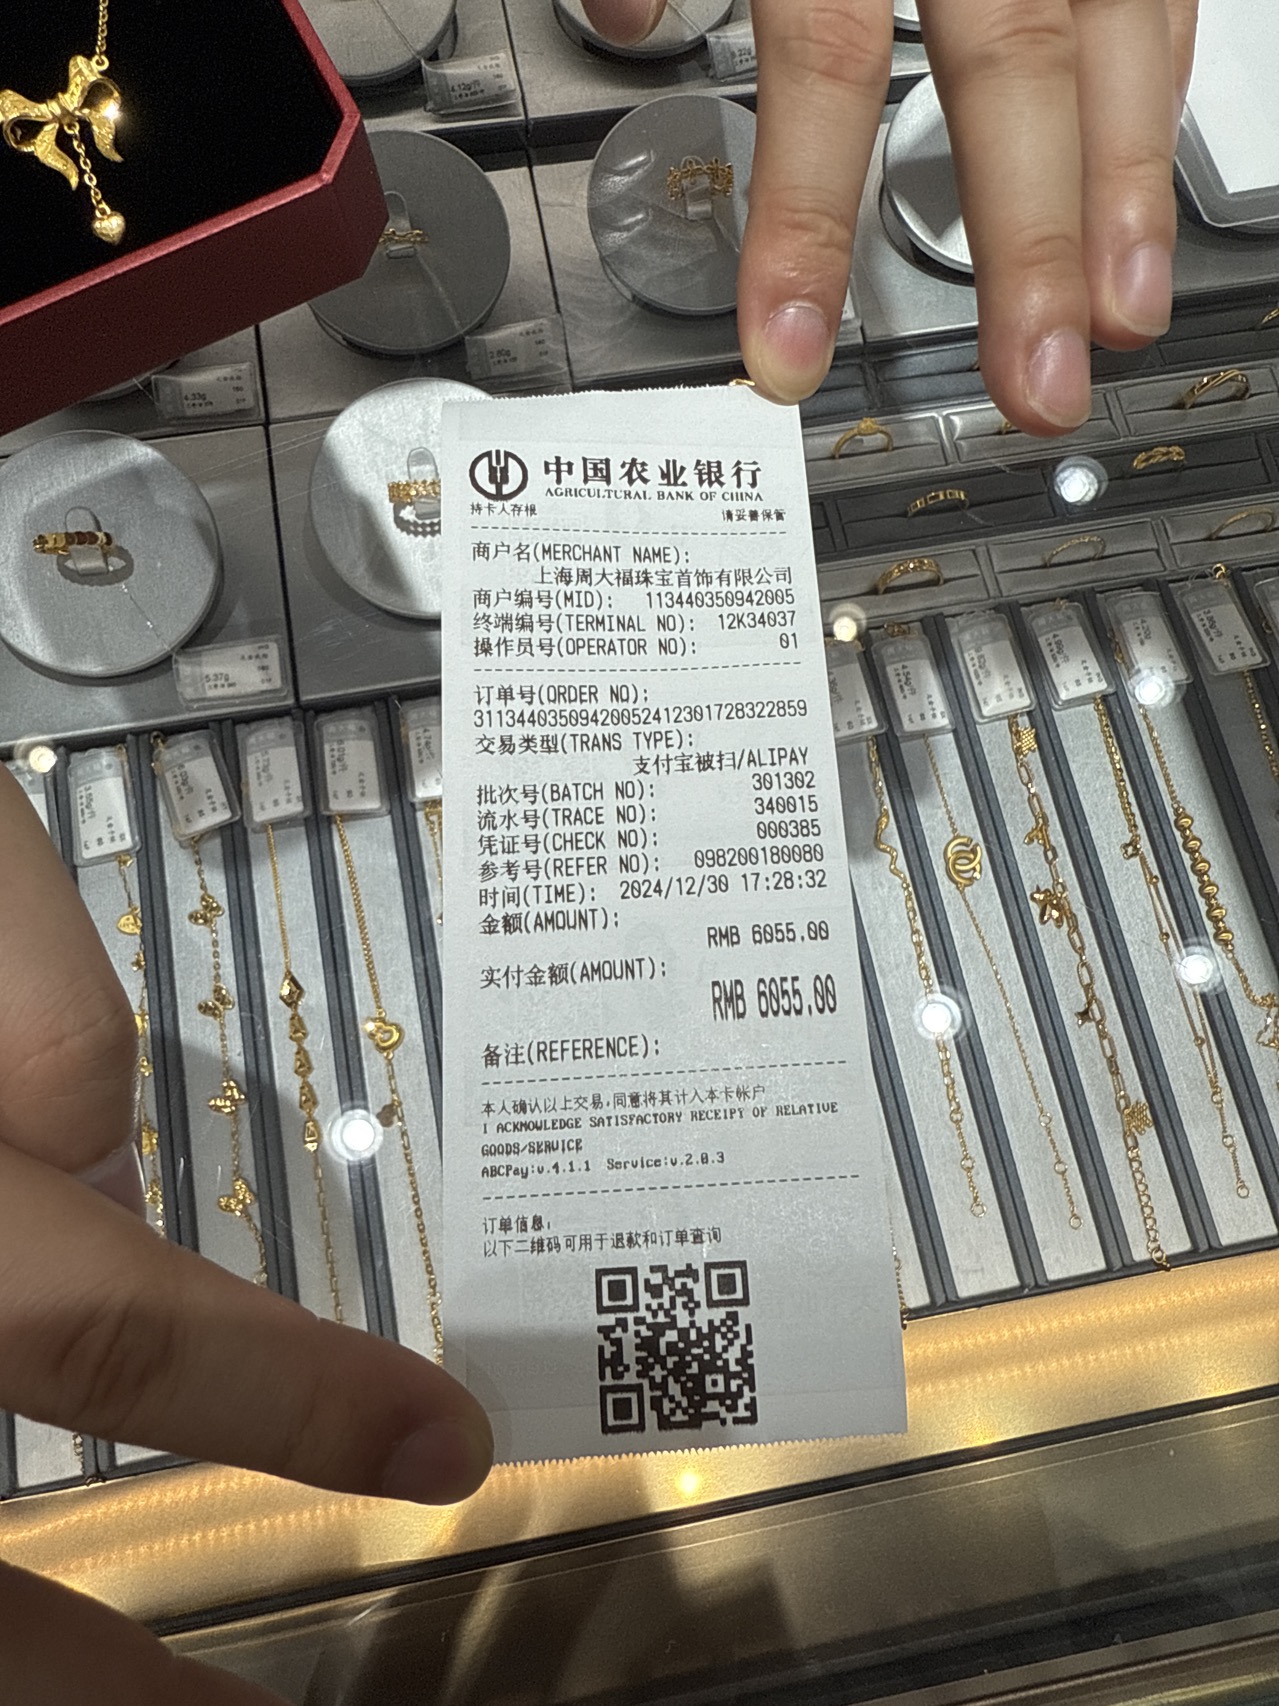 中国农业银行
AGRICULTURAL BANK OF CHINA
持卡人存根 请妥善保管
商户名(MERCHANT NAME):
上海周大福珠宝首饰有限公司
商户编号(MID): 113440350942005
终端编号(TERMINAL NO): 12K34037
操作员号(OPERATOR NO): 01
订单号(ORDER NO):
31134403509420052412301728322859
交易类型(TRANS TYPE):
支付宝被扫/ALIPAY
批次号(BATCH NO): 301302
流水号(TRACE NO): 340015
凭证号(CHECK NO): 000385
参考号(REFER NO): 098200180080
时间(TIME): 2024/12/30 17:28:32
金额(AMOUNT):
RMB 6055.00
实付金额(AMOUNT):
RMB 6055.00
备注(REFERENCE):
本人确认以上交易,同意将其计入本卡帐户
I ACKNOWLEDGE SATISFACTORY RECEIPY OF RELATIVE
GOODS/SERVICE
ABCPay:v.4.1.1 Service:v.2.0.3
订单信息:
以下二维码可用于退款和订单查询
4.12g
6.33g
2.80g
5.37g